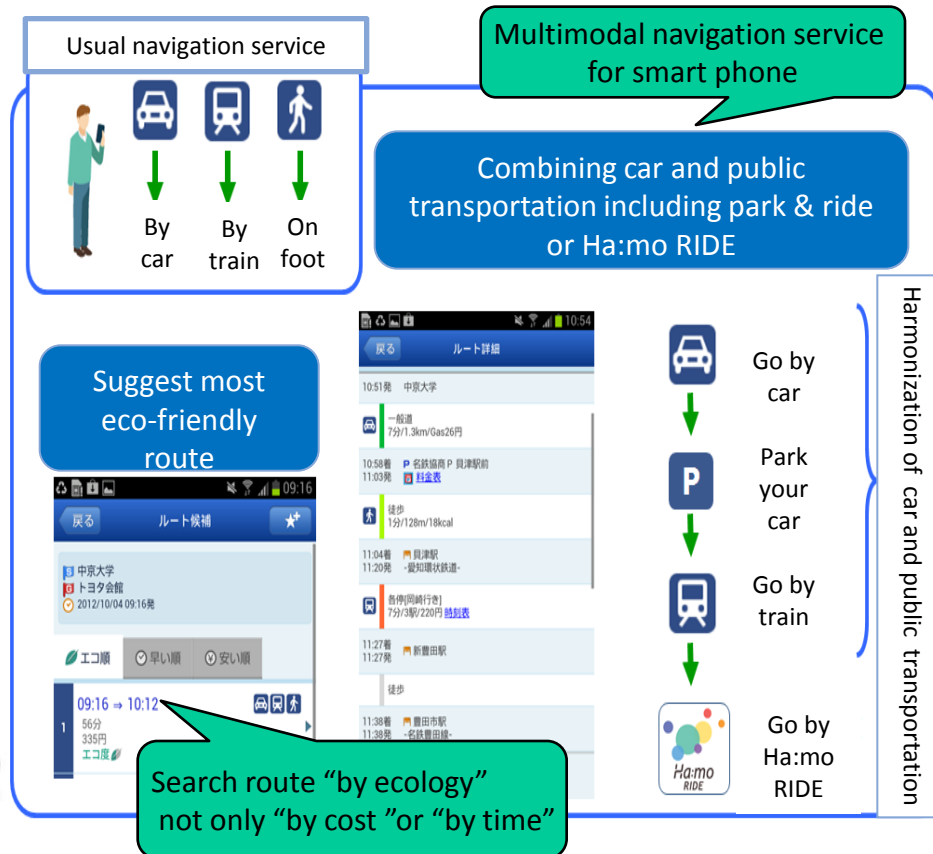 Usual navigation service
By
car
By
train
On
foot
Multimodal navigation service
for smart phone
Combining car and public
transportation including park & ride
or Ha:mo RIDE
Suggest most
eco-friendly
route
09:16
戻る
ルート候補
中京大学
トヨタ会館
2012/10/04 09:16発
エコ順
早い順
安い順
1
09:16 ⇒ 10:12
56分
335円
エコ度
Search route “by ecology”
not only “by cost ”or “by time”
10:54
戻る
ルート詳細
10:51発 中京大学
一般道
7分/1.3km/Gas26円
10:58着 P 名鉄協商 P 貝津駅前
11:03発 料金表
徒歩
1分/128m/18kcal
11:04着 貝津駅
11:20発 -愛知環状鉄道-
各停[岡崎行き]
7分/3駅/220円 時刻表
11:27着
11:27発 新豊田駅
徒歩
11:38着 豊田市駅
11:38発 -名鉄豊田線-
Go by
car
P
Park
your
car
Go by
train
Ha:mo
RIDE
Go by
Ha:mo
RIDE
Harmonization of car and public transportation